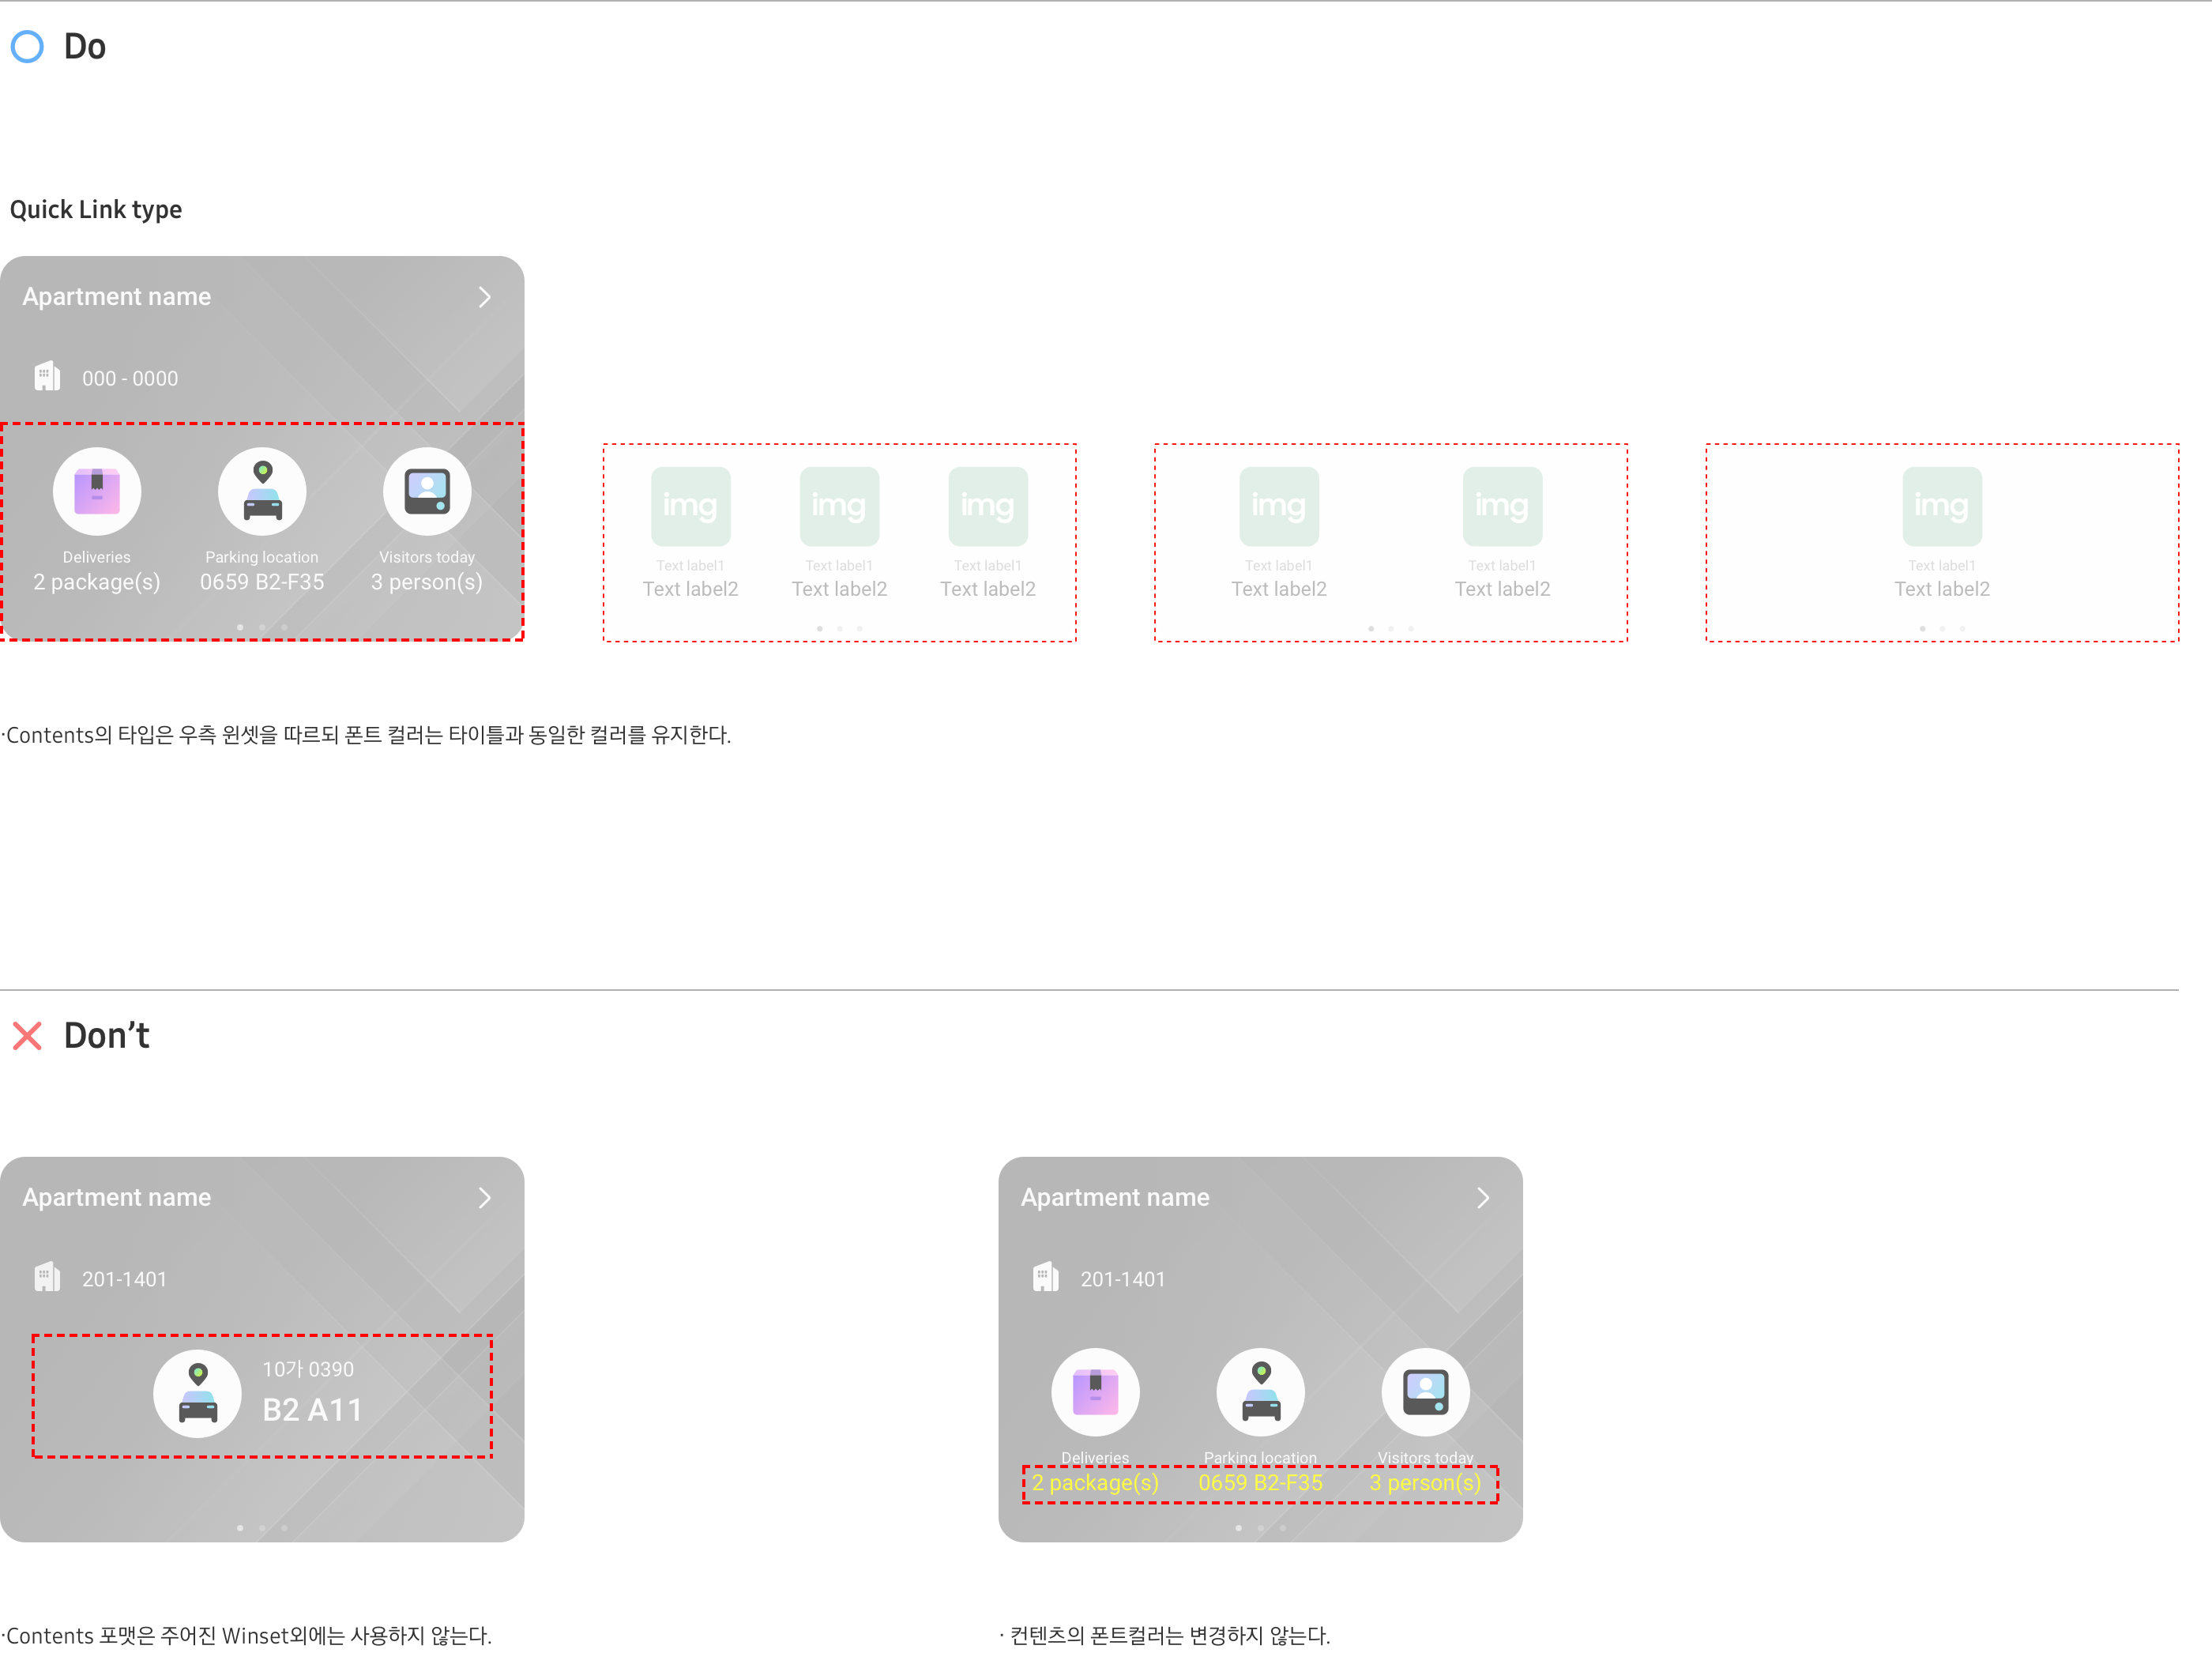 Do
Quick Link type
Apartment name
000 - 0000
Deliveries
2 package(s)
Parking location
0659 B2-F35
Visitors today
3 person(s)
img
Text label1
Text label2
img
Text label1
Text label2
img
Text label1
Text label2
img
Text label1
Text label2
img
Text label1
Text label2
img
Text label1
Text label2
·Contents의 타입은 우측 윈셋을 따르되 폰트 컬러는 타이틀과 동일한 컬러를 유지한다.
Don’t
Apartment name
201-1401
10가 0390
B2 A11
·Contents 포맷은 주어진 Winset외에는 사용하지 않는다.
Apartment name
201-1401
Deliveries
2 package(s)
Parking location
0659 B2-F35
Visitors today
3 person(s)
· 컨텐츠의 폰트컬러는 변경하지 않는다.